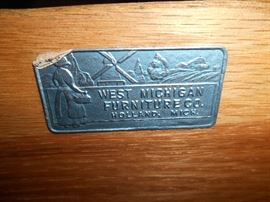 WEST MICHIGAN
FURNITURE CO.
HOLLAND, MICH.